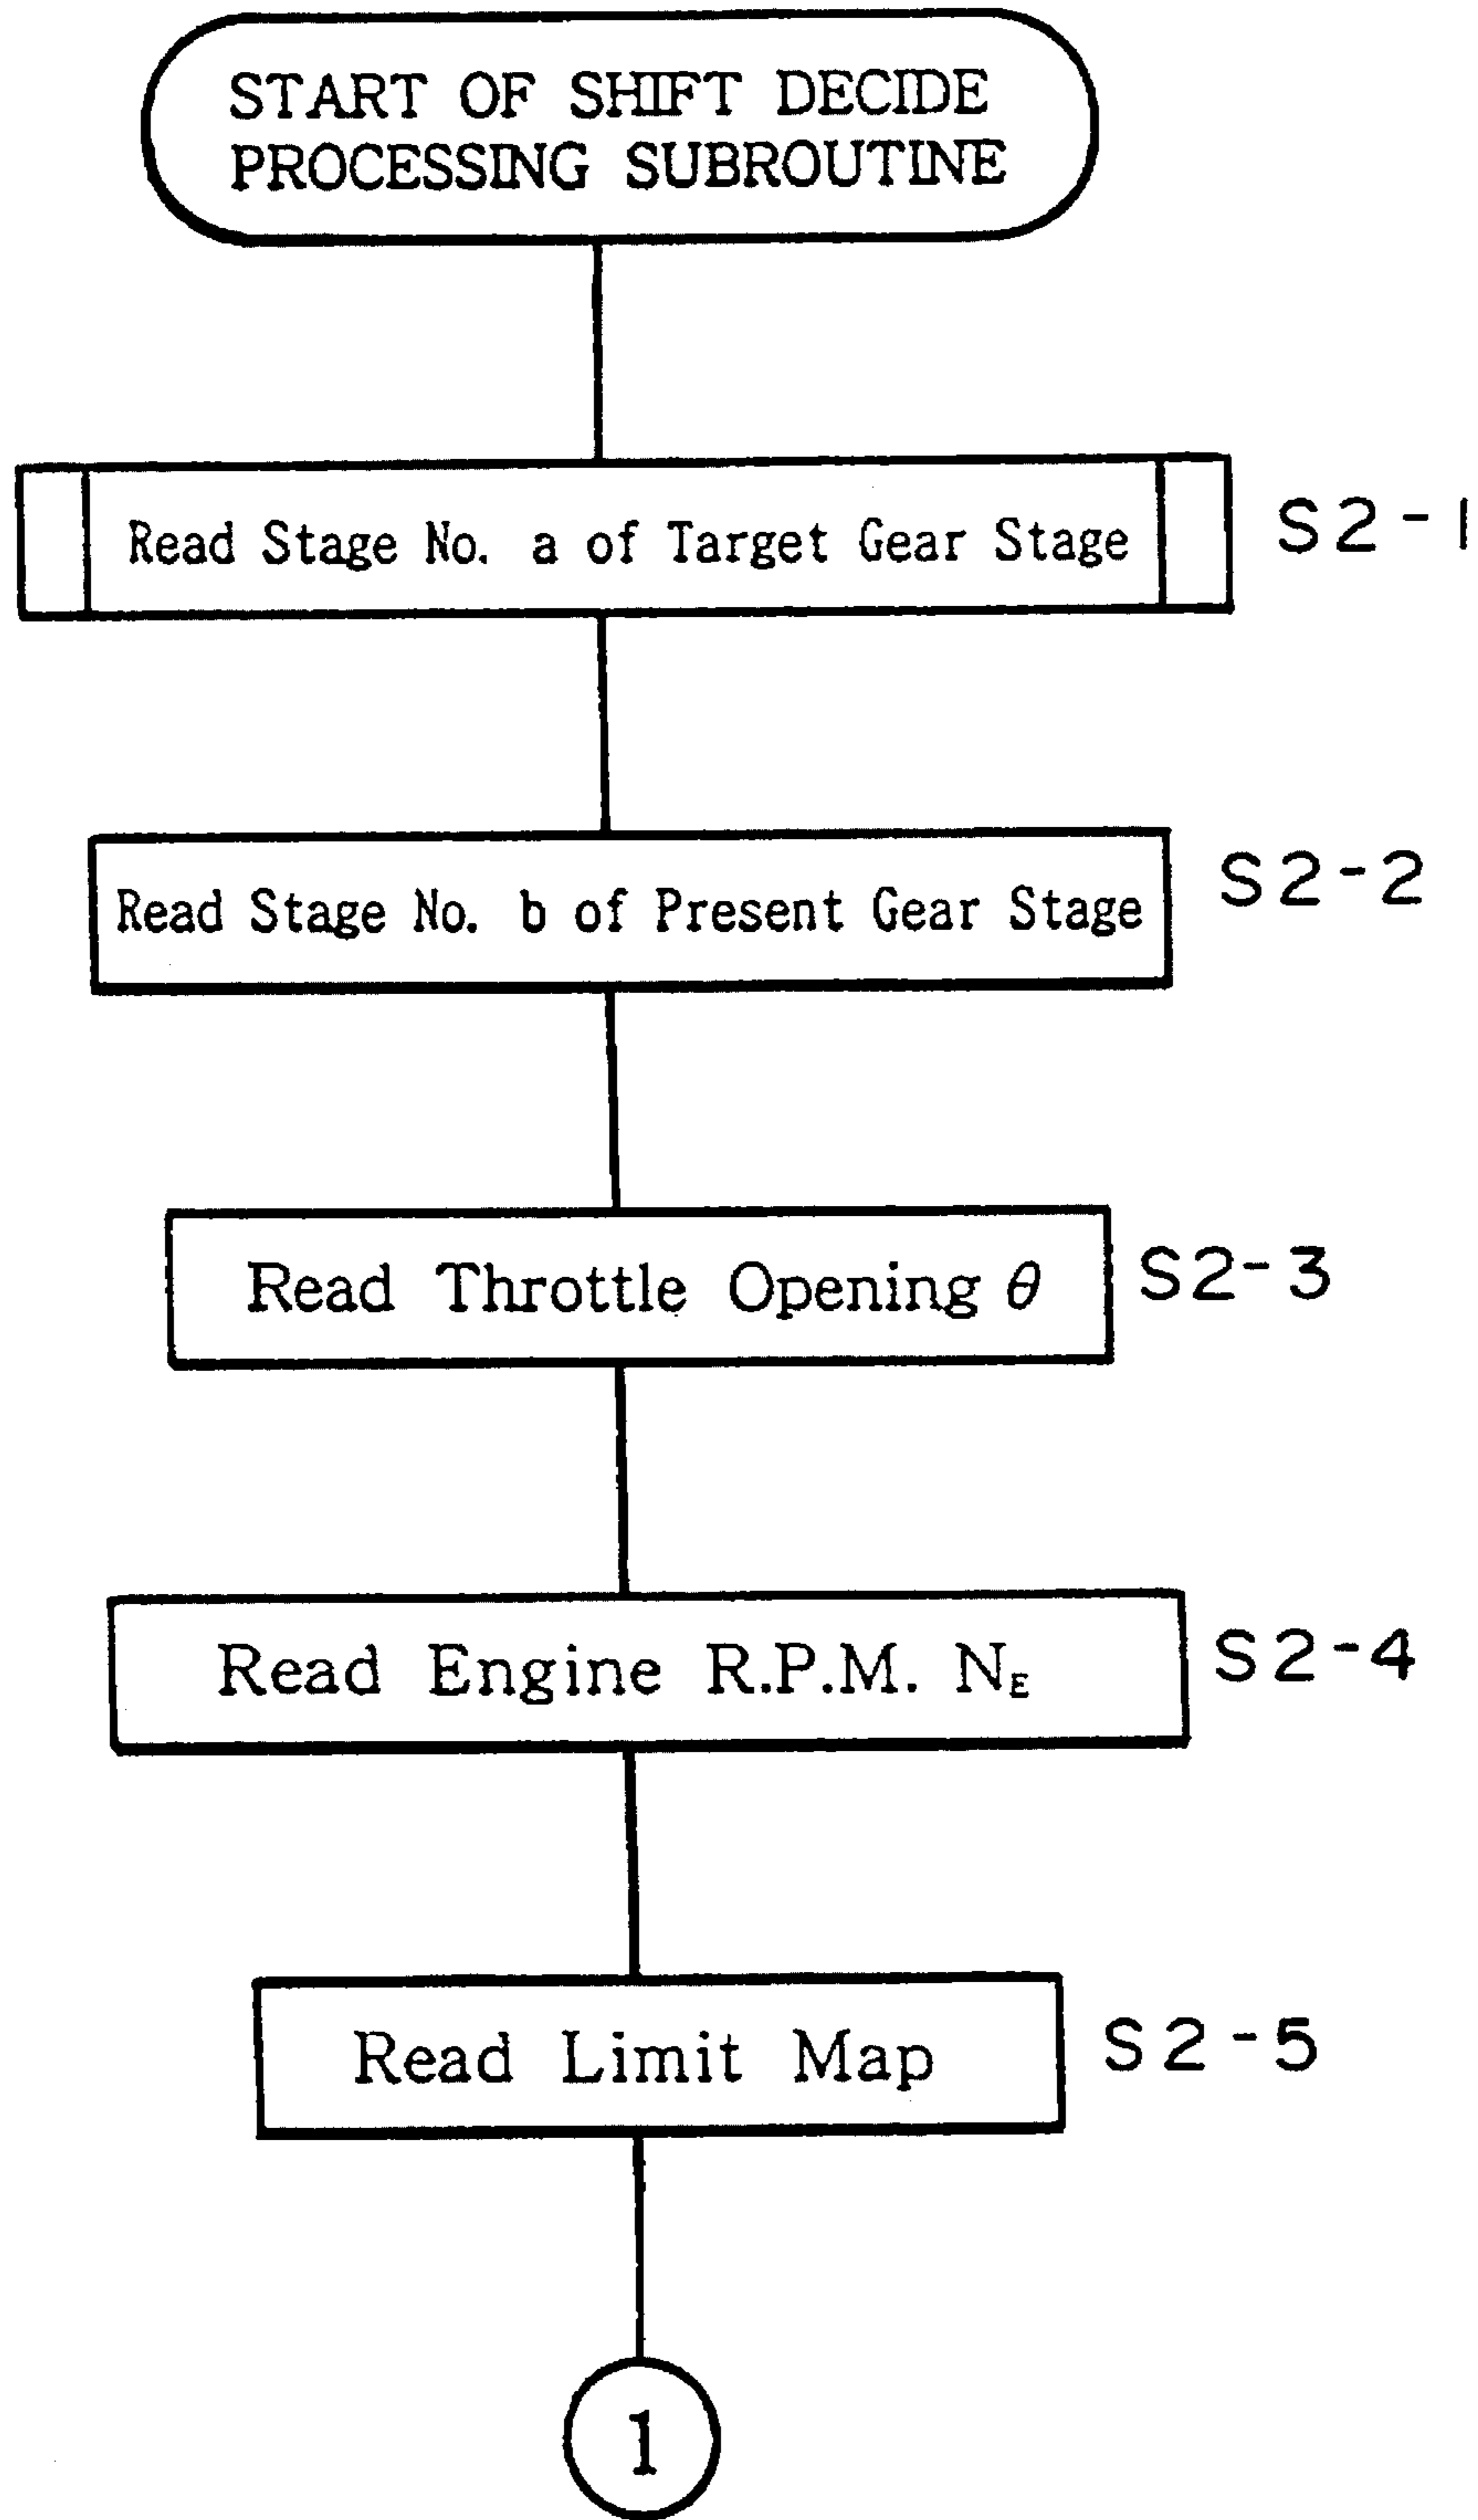 START OF SHIFT DECIDE
PROCESSING SUBROUTINE
Read Stage No. a of Target Gear Stage
S2-1
Read Stage No. b of Present Gear Stage
S2-2
Read Throttle Opening θ
S2-3
Read Engine R.P.M. N_E
S2-4
Read Limit Map
S2-5
1